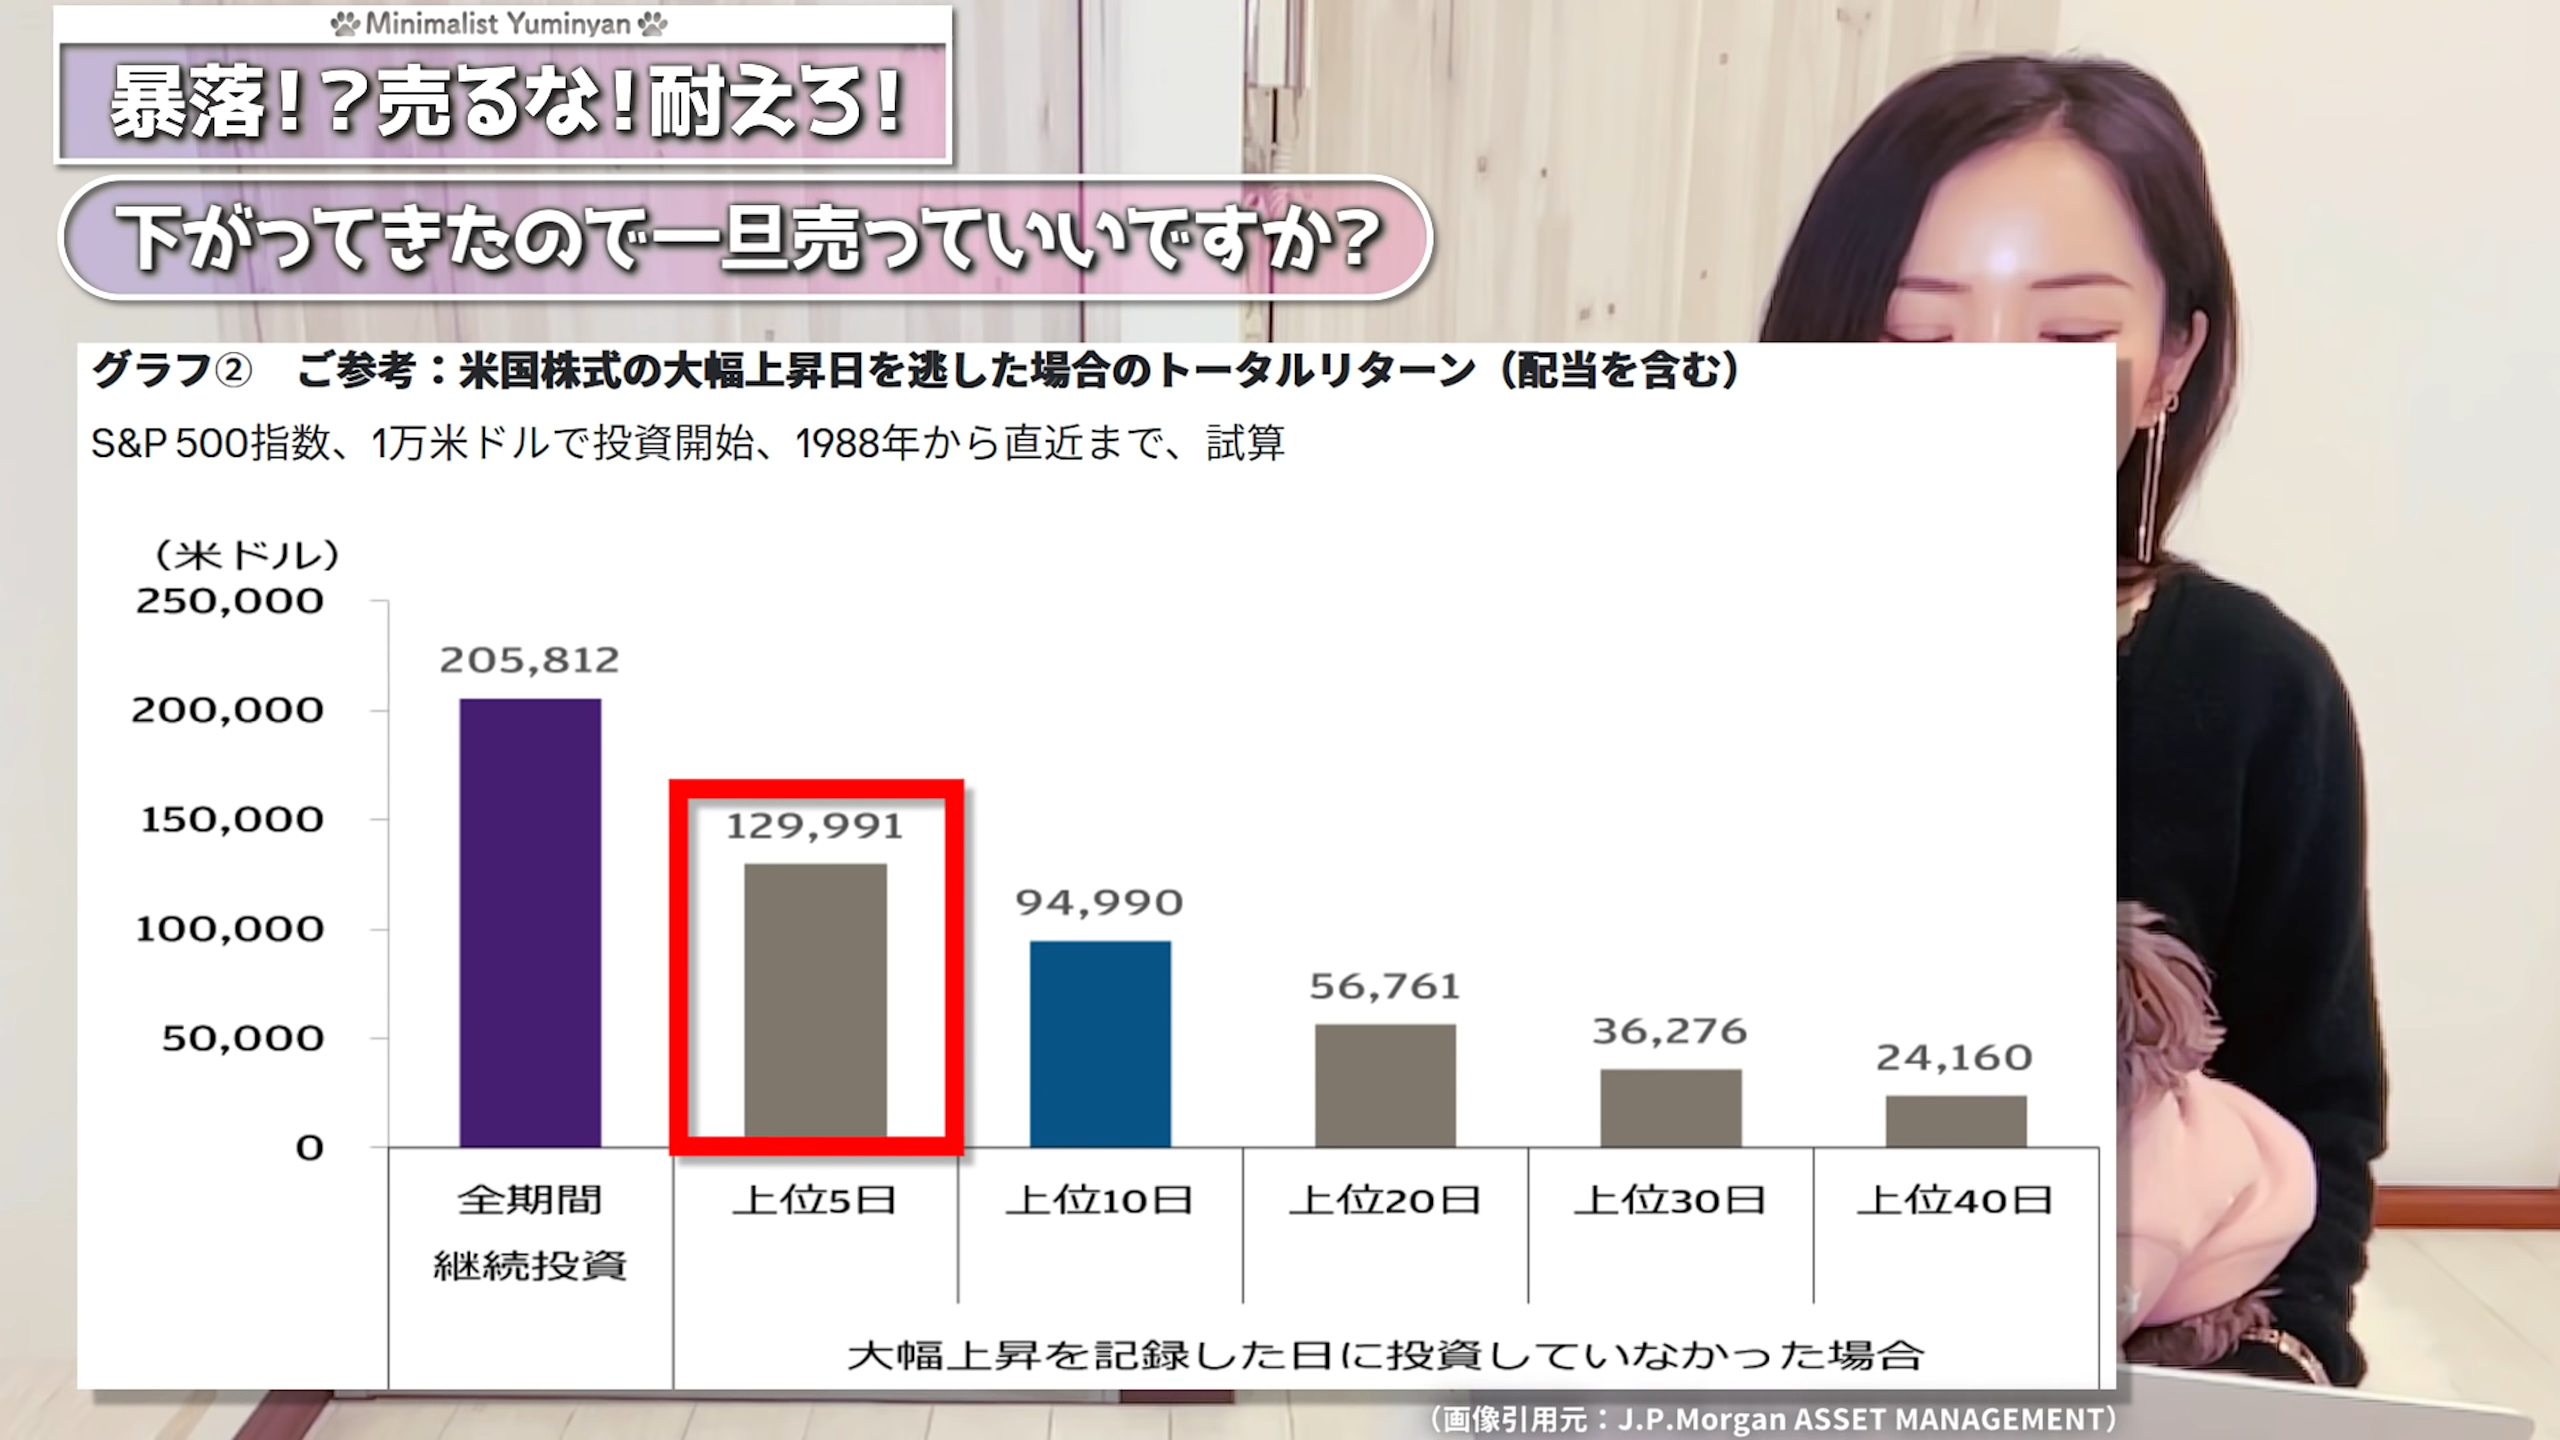 Minimalist Yuminyan
暴落!?売るな!耐えろ!
下がってきたので一旦売っていいですか?
グラフ② ご参考:米国株式の大幅上昇日を逃した場合のトータルリターン(配当を含む)
S&P 500指数、1万米ドルで投資開始、1988年から直近まで、試算
(米ドル)
250,000
200,000
150,000
100,000
50,000
0
205,812
129,991
94,990
56,761
36,276
24,160
全期間
継続投資
上位5日
上位10日
上位20日
上位30日
上位40日
大幅上昇を記録した日に投資していなかった場合
(画像引用元:J.P.Morgan ASSET MANAGEMENT)